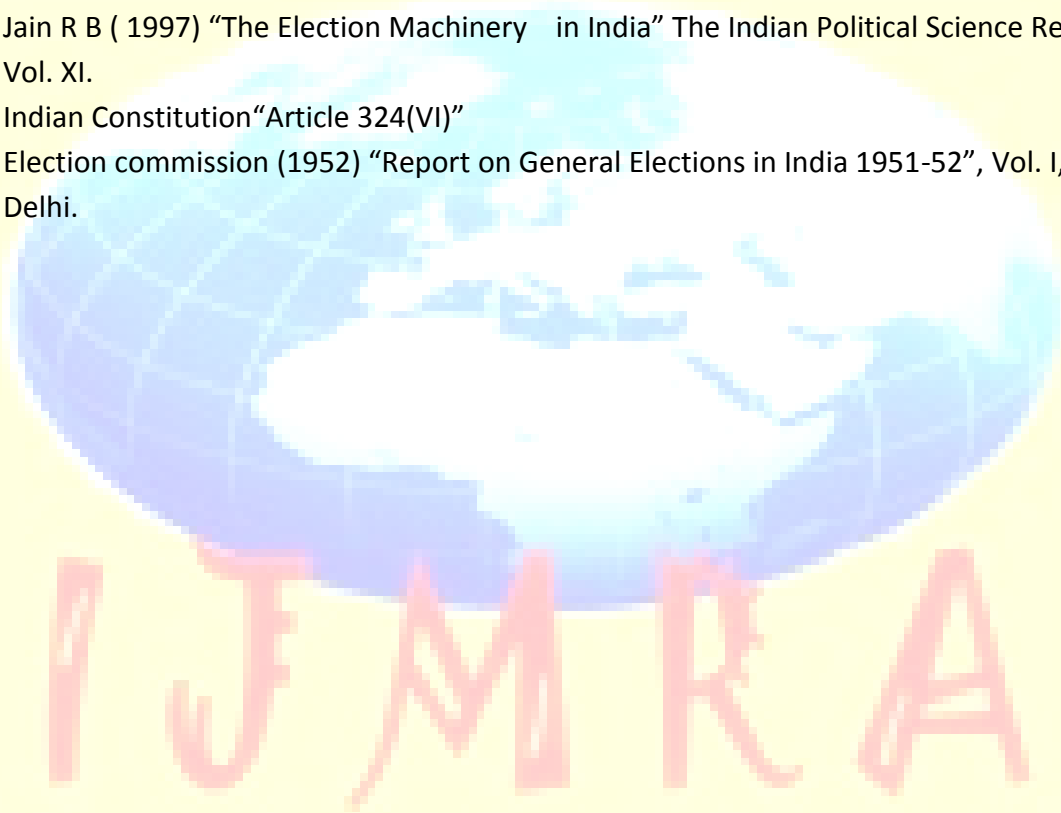 Jain R B ( 1997) “The Election Machinery in India” The Indian Political Science Re
Vol. XI.
Indian Constitution“Article 324(VI)”
Election commission (1952) “Report on General Elections in India 1951-52”, Vol. I,
Delhi.
IJMRA